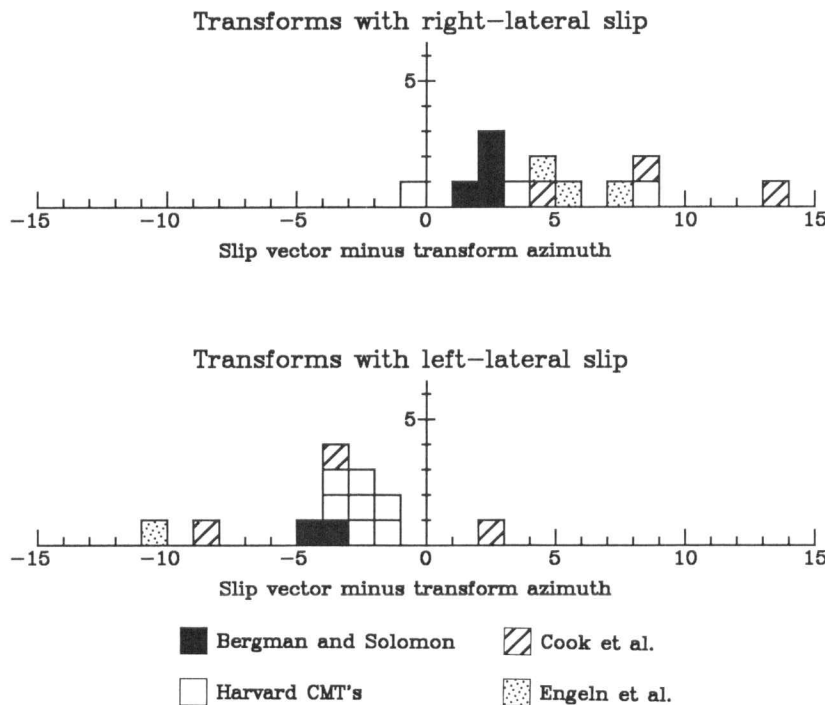 Transforms with right–lateral slip
5
−15 −10 −5 0 5 10 15
Slip vector minus transform azimuth
Transforms with left–lateral slip
5
−15 −10 −5 0 5 10 15
Slip vector minus transform azimuth
Bergman and Solomon
Cook et al.
Harvard CMT's
Engeln et al.